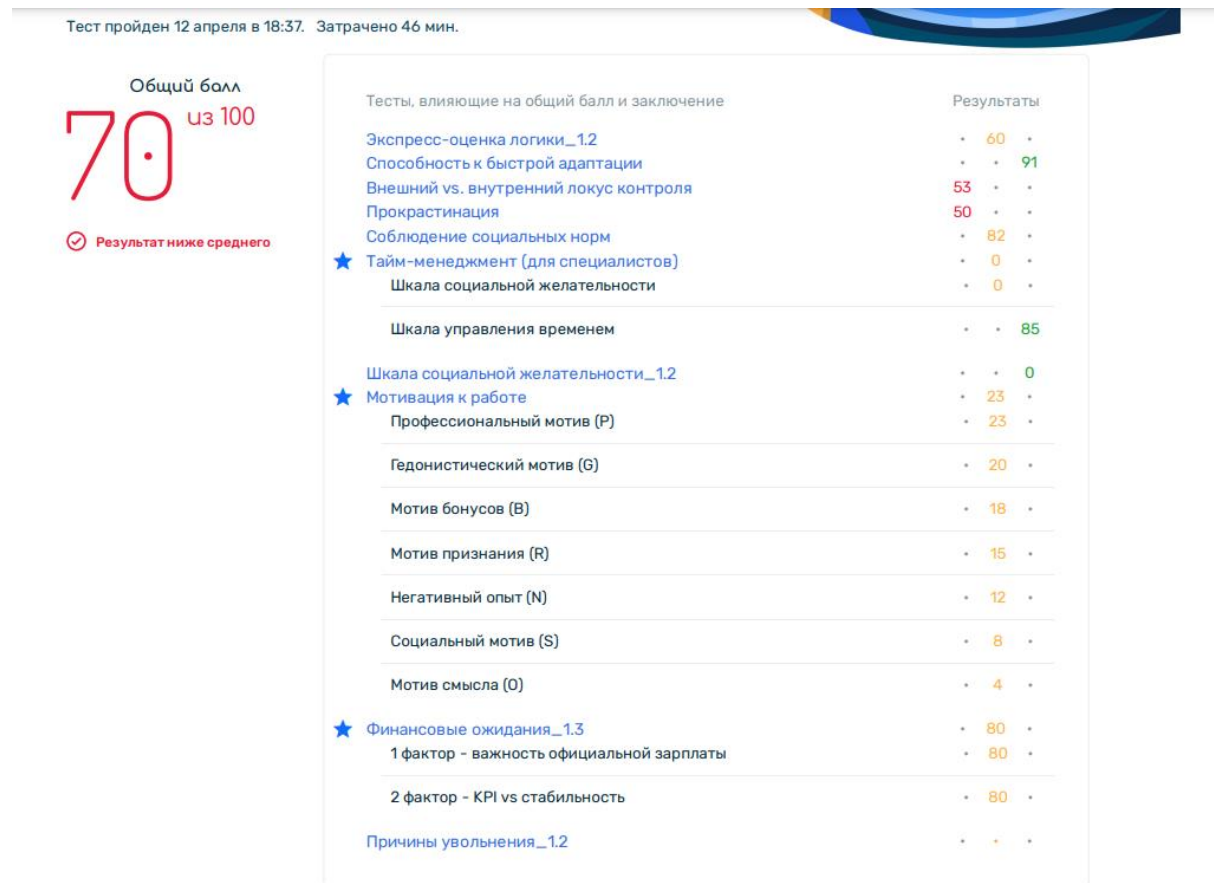 Тест пройден 12 апреля в 18:37. Затрачено 46 мин.
Общий балл
70 из 100
Результат ниже среднего
Тесты, влияющие на общий балл и заключение Результаты
Экспресс-оценка логики_1.2 60
Способность к быстрой адаптации 91
Внешний vs. внутренний локус контроля 53
Прокрастинация 50
Соблюдение социальных норм 82
Тайм-менеджмент (для специалистов) 0
Шкала социальной желательности 0
Шкала управления временем 85
Шкала социальной желательности_1.2 0
Мотивация к работе 23
Профессиональный мотив (P) 23
Гедонистический мотив (G) 20
Мотив бонусов (B) 18
Мотив признания (R) 15
Негативный опыт (N) 12
Социальный мотив (S) 8
Мотив смысла (O) 4
Финансовые ожидания_1.3 80
1 фактор - важность официальной зарплаты 80
2 фактор - KPI vs стабильность 80
Причины увольнения_1.2